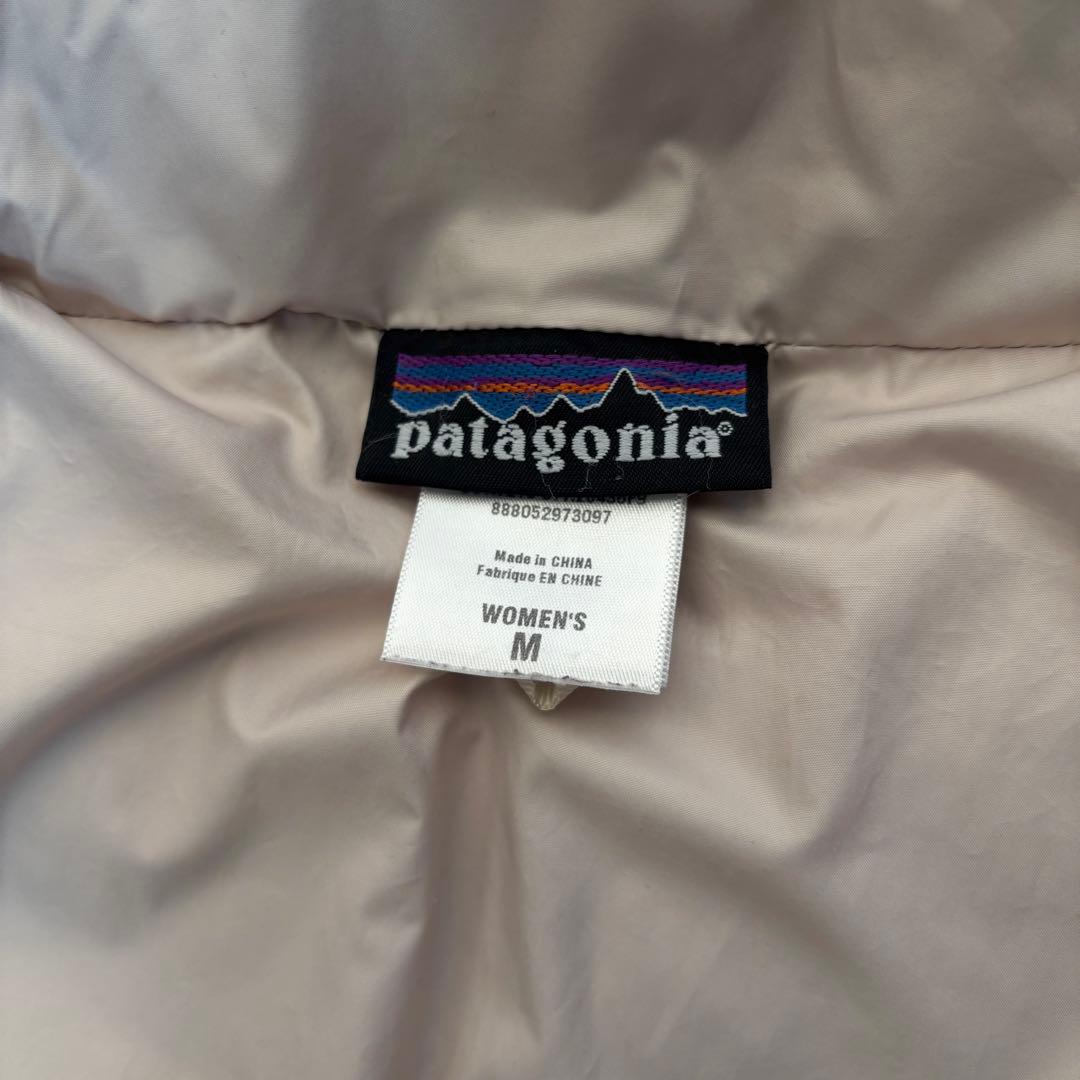 patagonia®
888052973097
Made in CHINA
Fabrique EN CHINE
WOMEN'S
M